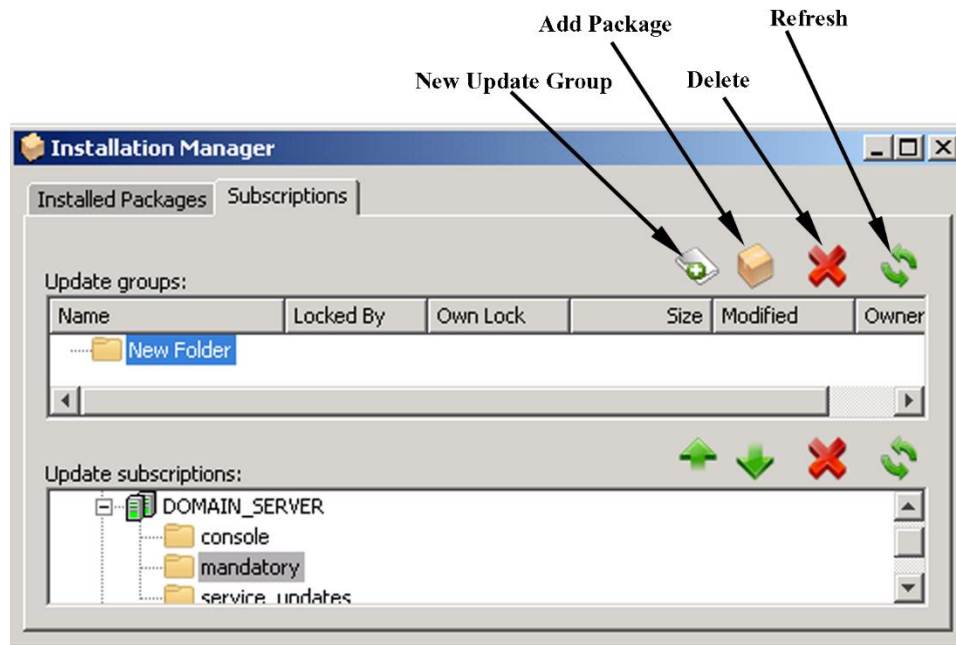 Refresh
Add Package
New Update Group
Delete
Installation Manager
Installed Packages
Subscriptions
Update groups:
Name Locked By Own Lock Size Modified Owner
New Folder
Update subscriptions:
DOMAIN_SERVER
console
mandatory
service_updates